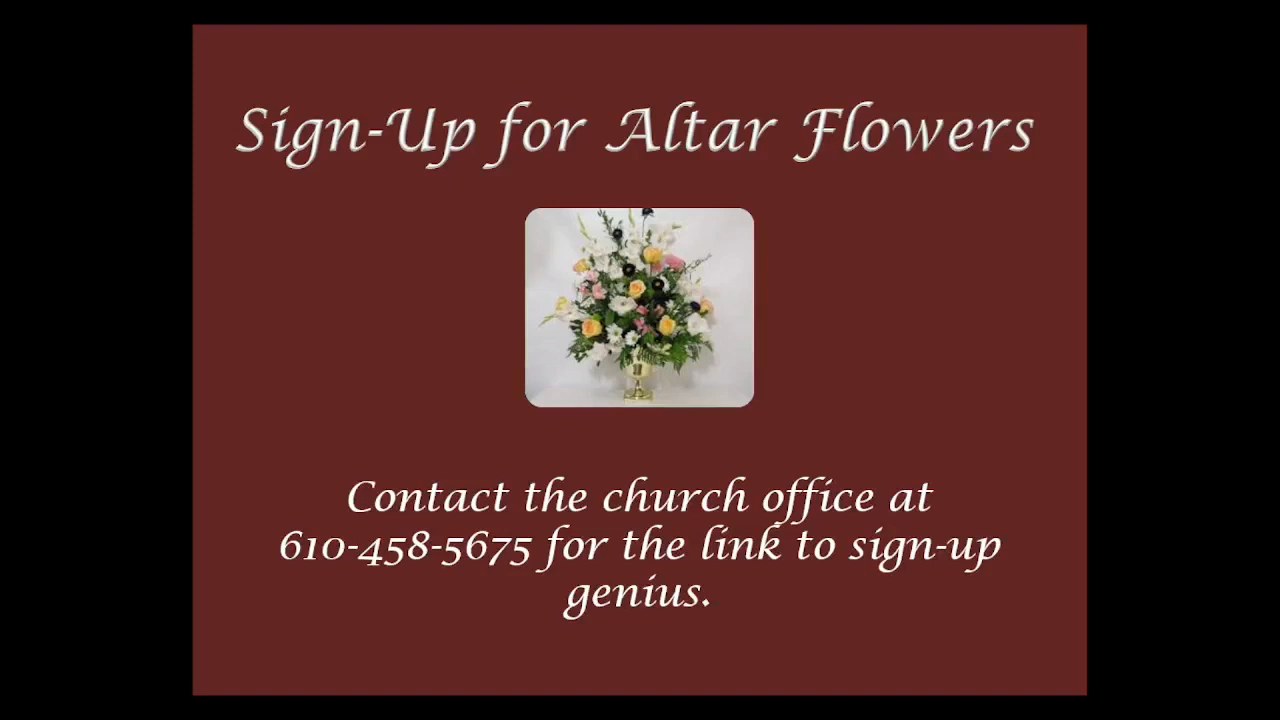 Sign-Up for Altar Flowers
Contact the church office at
610-458-5675 for the link to sign-up
genius.